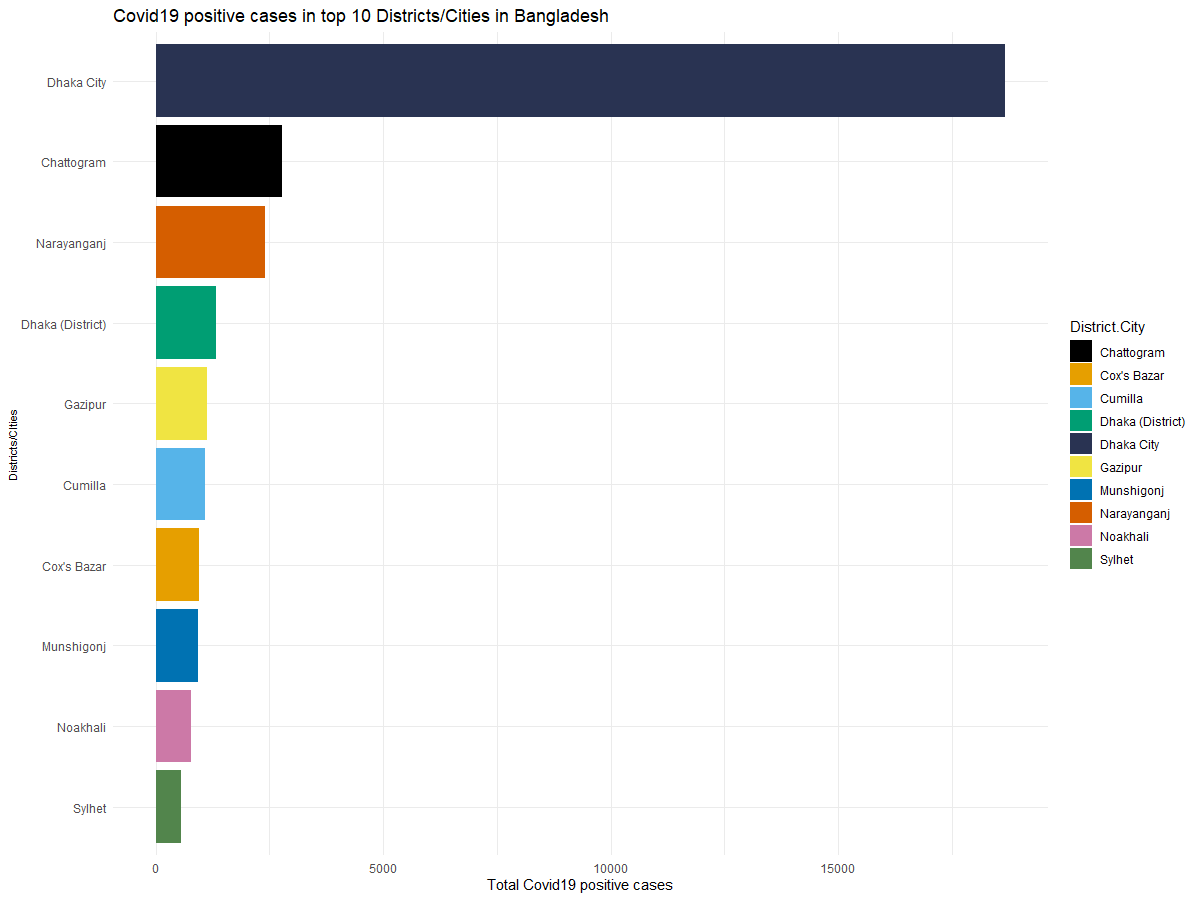 Covid19 positive cases in top 10 Districts/Cities in Bangladesh
Districts/CIties
Dhaka City
Chattogram
Narayanganj
Dhaka (District)
Gazipur
Cumilla
Cox's Bazar
Munshigonj
Noakhali
Sylhet
0 5000 10000 15000
Total Covid19 positive cases
District.City
Chattogram
Cox's Bazar
Cumilla
Dhaka (District)
Dhaka City
Gazipur
Munshigonj
Narayanganj
Noakhali
Sylhet